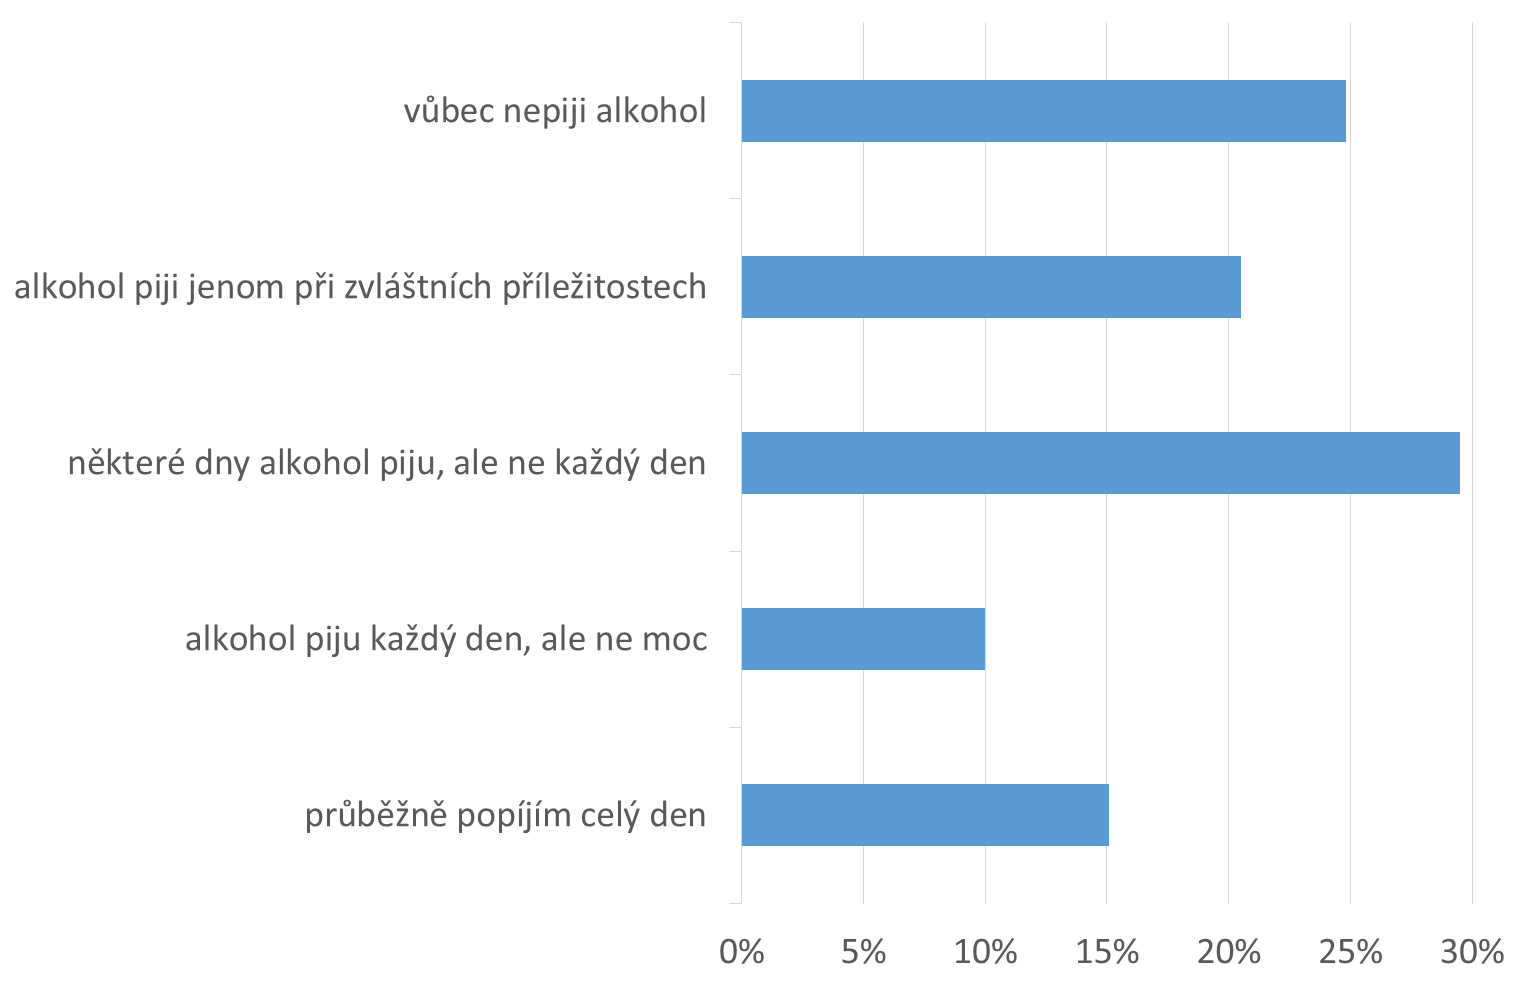 vůbec nepiji alkohol
alkohol piji jenom při zvláštních příležitostech
některé dny alkohol piju, ale ne každý den
alkohol piju každý den, ale ne moc
průběžně popíjím celý den
0% 5% 10% 15% 20% 25% 30%